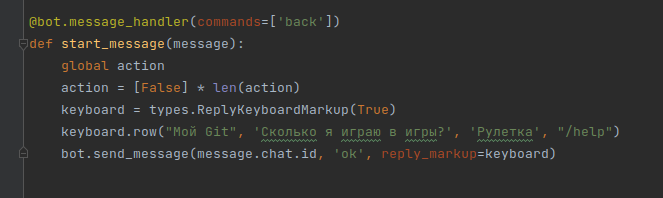 @bot.message_handler(commands=['back'])
def start_message(message):
    global action
    action = [False] * len(action)
    keyboard = types.ReplyKeyboardMarkup(True)
    keyboard.row("Мой Git", 'Сколько я играю в игры?', 'Рулетка', "/help")
    bot.send_message(message.chat.id, 'ok', reply_markup=keyboard)